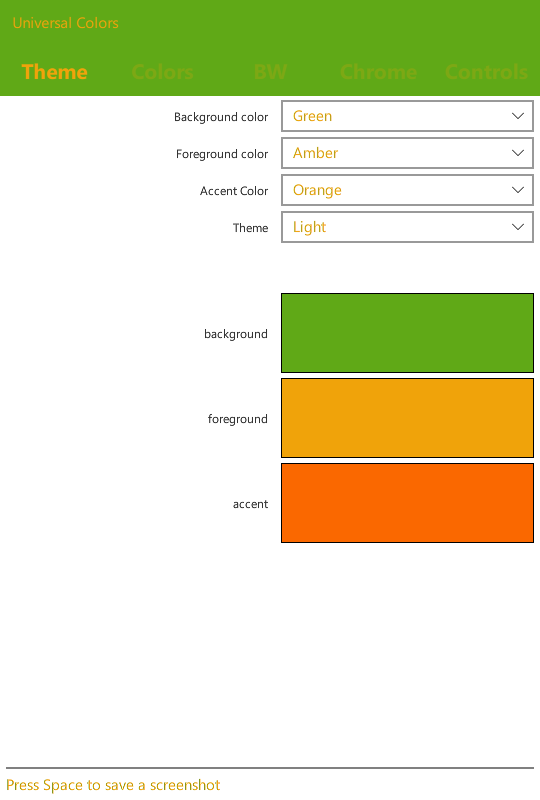 Universal Colors
Theme Colors BW Chrome Controls
Background color Green
Foreground color Amber
Accent Color Orange
Theme Light
background
foreground
accent
Press Space to save a screenshot